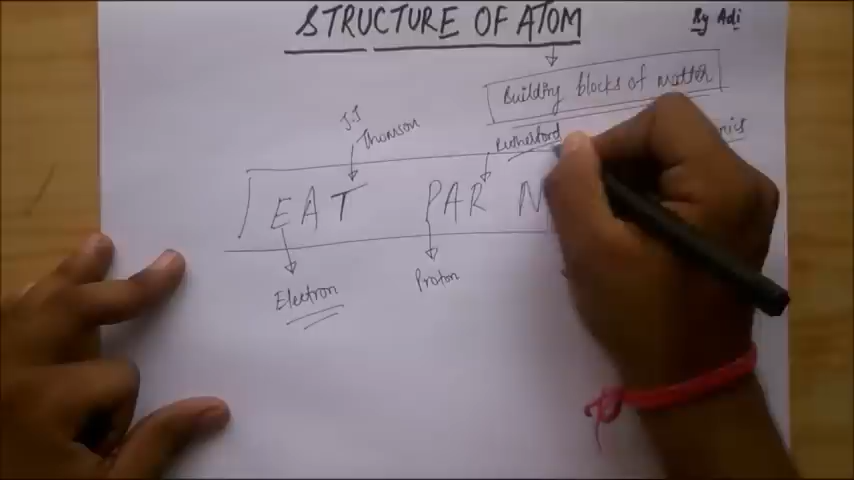 STRUCTURE OF ATOM
By Adi
Building blocks of matter
J.J
Thomson
Rutherford
EAT PAR N
Electron
Proton